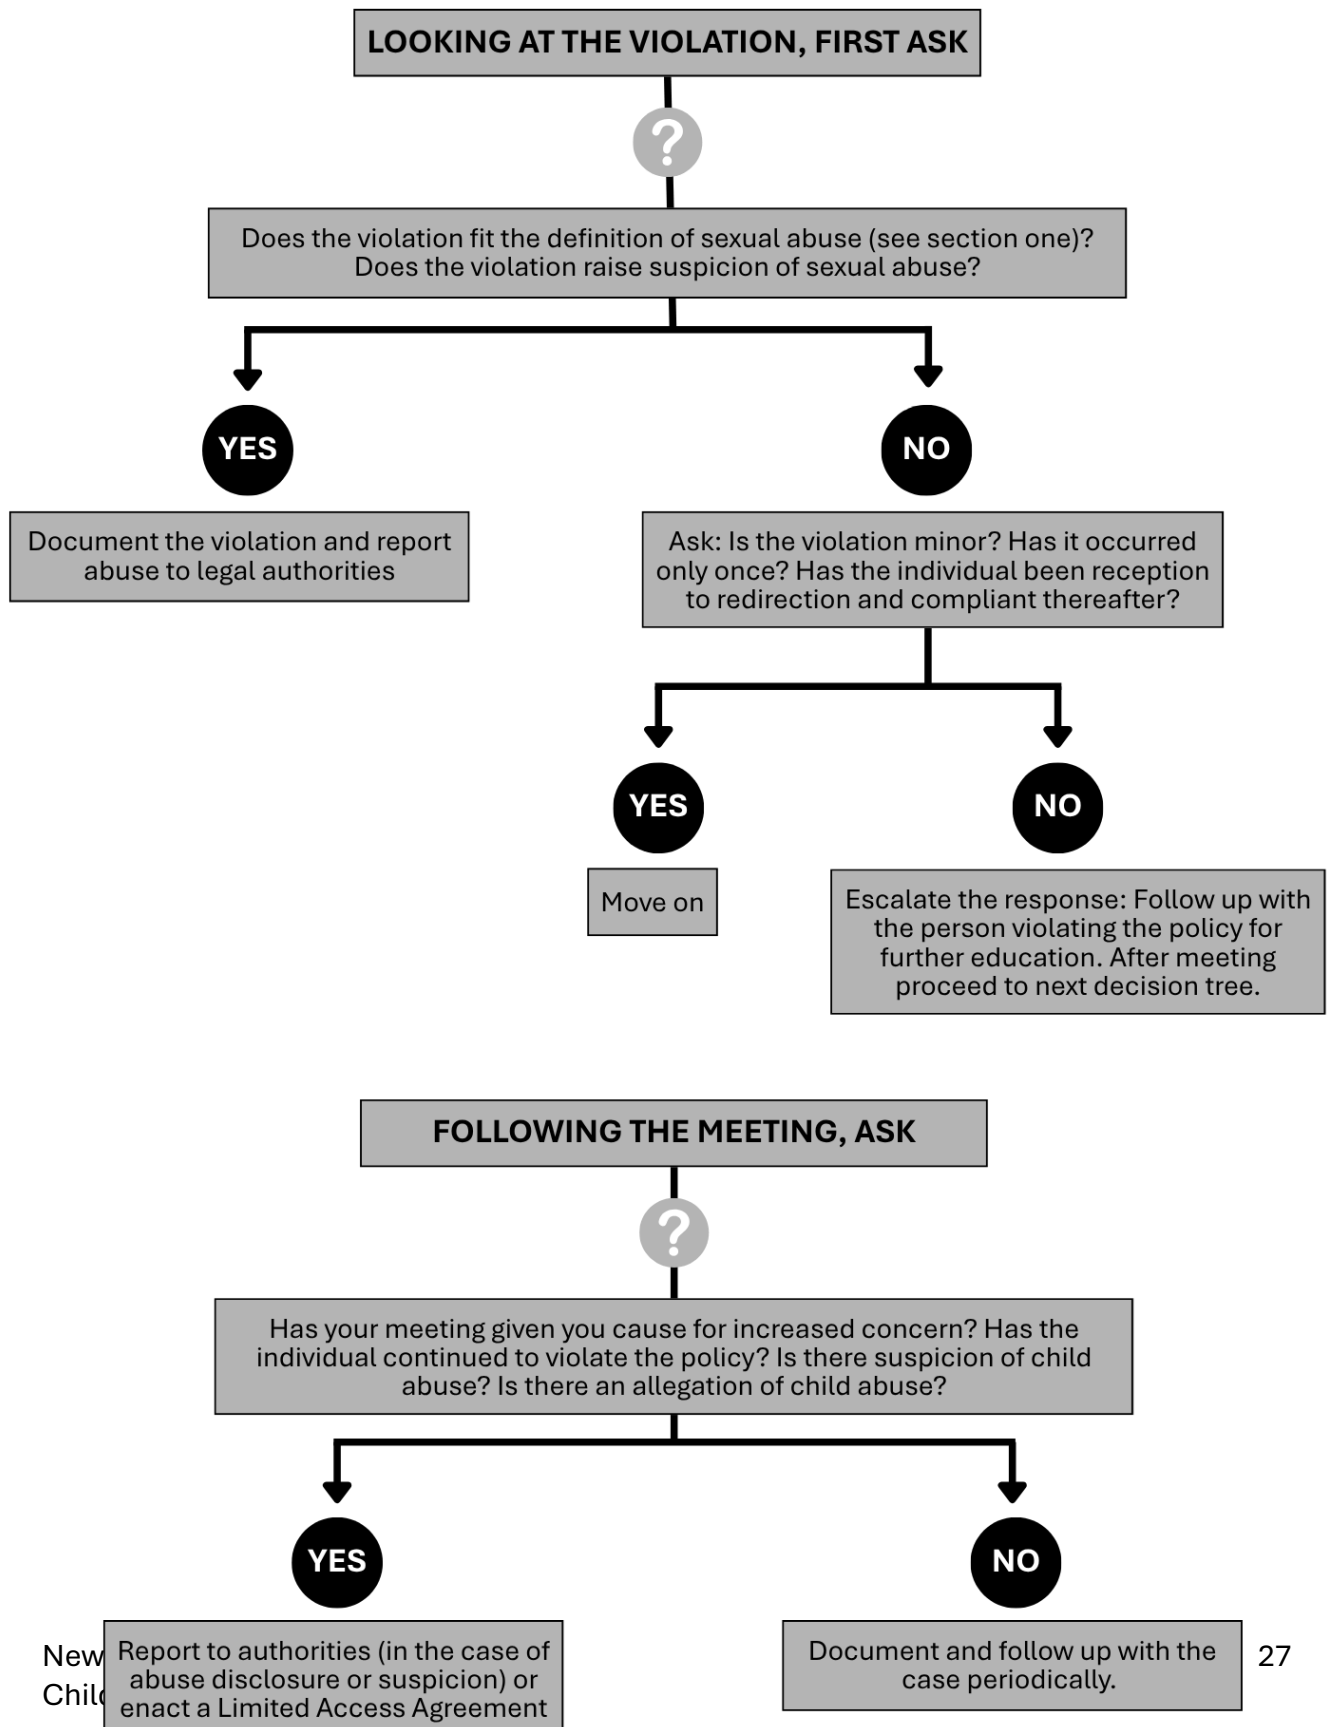 LOOKING AT THE VIOLATION, FIRST ASK
?
Does the violation fit the definition of sexual abuse (see section one)?
Does the violation raise suspicion of sexual abuse?
YES
NO
Document the violation and report
abuse to legal authorities
Ask: Is the violation minor? Has it occurred
only once? Has the individual been reception
to redirection and compliant thereafter?
YES
NO
Move on
Escalate the response: Follow up with
the person violating the policy for
further education. After meeting
proceed to next decision tree.
FOLLOWING THE MEETING, ASK
?
Has your meeting given you cause for increased concern? Has the
individual continued to violate the policy? Is there suspicion of child
abuse? Is there an allegation of child abuse?
YES
NO
Report to authorities (in the case of
abuse disclosure or suspicion) or
enact a Limited Access Agreement
Document and follow up with the
case periodically.
New
27